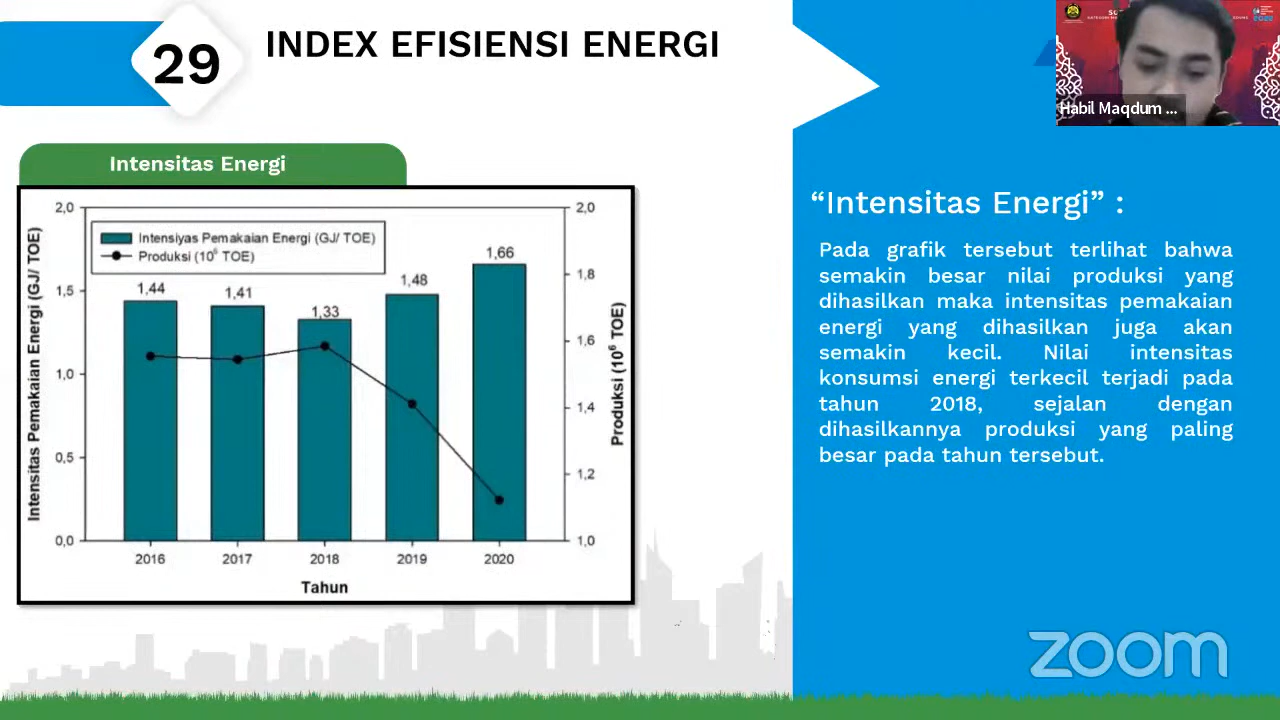 29
INDEX EFISIENSI ENERGI
Habil Maqdum ...
2022
Intensitas Energi
Intensitas Pemakaian Energi (GJ/ TOE)
2,0
1,5
1,0
0,5
0,0
Intensiyas Pemakaian Energi (GJ/ TOE)
Produksi (10⁶ TOE)
1,44
1,41
1,33
1,48
1,66
2,0
1,8
1,6
1,4
1,2
1,0
Produksi (10⁶ TOE)
2016 2017 2018 2019 2020
Tahun
“Intensitas Energi” :
Pada grafik tersebut terlihat bahwa
semakin besar nilai produksi yang
dihasilkan maka intensitas pemakaian
energi yang dihasilkan juga akan
semakin kecil. Nilai intensitas
konsumsi energi terkecil terjadi pada
tahun 2018, sejalan dengan
dihasilkannya produksi yang paling
besar pada tahun tersebut.
zoom